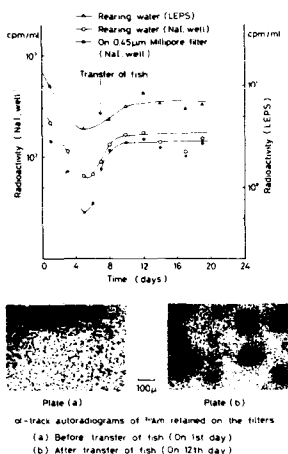 Rearing water (LEPS)
Rearing water (NaI.well)
On 0.45μm Millipore filter
(NaI.well)
cpm/ml
cpm/ml
Transfer of fish
Radioactivity (NaI.well)
Radioactivity (LEPS)
0 4 8 12 16 20 24
Time (days)
Plate (a)
100μ
Plate (b)
α-track autoradiograms of Am retained on the filters
(a) Before transfer of fish (On 1st day)
(b) After transfer of fish (On 12th day)